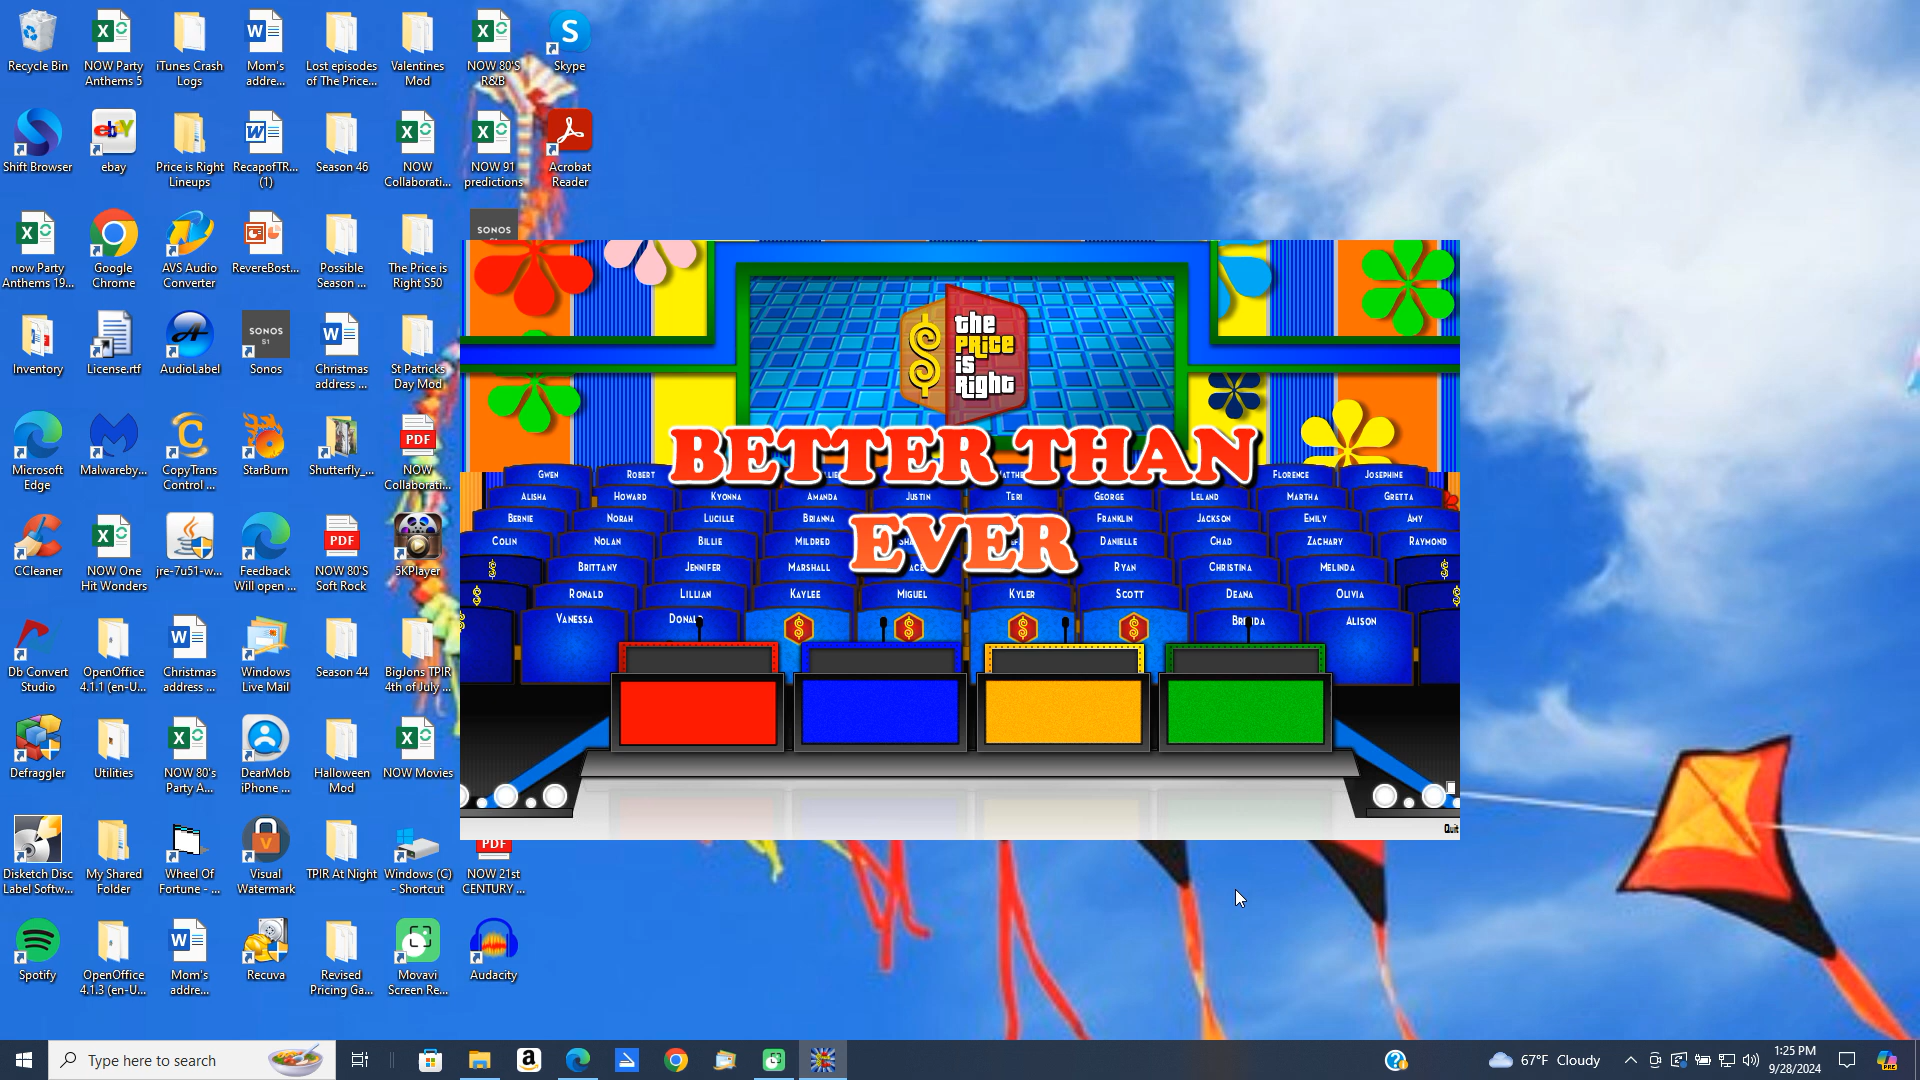 Recycle Bin
NOW Party
Anthems 5
iTunes Crash
Logs
Mom's
addre...
Lost episodes
of The Price...
Valentines
Mod
NOW 80'S
R&B
Skype
Shift Browser
ebay
Price is Right
Lineups
RecapofTR...
(1)
Season 46
NOW
Collaborati...
NOW 91
predictions
Acrobat
Reader
now Party
Anthems 19...
Google
Chrome
AVS Audio
Converter
RevereBost...
Possible
Season ...
The Price is
Right S50
SONOS
Inventory
License.rtf
AudioLabel
SONOS
S1
Sonos
Christmas
address ...
St Patricks
Day Mod
Microsoft
Edge
Malwareby...
CopyTrans
Control ...
StarBurn
Shutterfly_...
PDF
NOW
Collaborati...
CCleaner
NOW One
Hit Wonders
jre-7u51-w...
Feedback
Will open ...
PDF
NOW 80'S
Soft Rock
5KPlayer
Db Convert
Studio
OpenOffice
4.1.1 (en-U...
Christmas
address ...
Windows
Live Mail
Season 44
BigJons TPIR
4th of July ...
Defraggler
Utilities
NOW 80's
Party A...
DearMob
iPhone ...
Halloween
Mod
NOW Movies
Disketch Disc
Label Softw...
My Shared
Folder
Wheel Of
Fortune - ...
Visual
Watermark
TPIR At Night
Windows (C)
- Shortcut
PDF
NOW 21st
CENTURY ...
Spotify
OpenOffice
4.1.3 (en-U...
Mom's
addre...
Recuva
Revised
Pricing Ga...
Movavi
Screen Re...
Audacity
the
PRice
is
Right
BETTER THAN
EVER
GWEN ROBERT FLORENCE JOSEPHINE
ALISHA HOWARD KYONNA AMANDA JUSTIN TERI GEORGE LELAND MARTHA GRETTA
BERNIE NORAH LUCILLE BRIANNA FRANKLIN JACKSON EMILY AMY
COLIN NOLAN BILLIE MILDRED DANIELLE CHAD ZACHARY RAYMOND
BRITTANY JENNIFER MARSHALL RYAN CHRISTINA MELINDA
RONALD LILLIAN KAYLEE MIGUEL KYLER SCOTT DEANA OLIVIA
VANESSA DONALD BRENDA ALISON
Quit
Type here to search
67°F Cloudy
1:25 PM
9/28/2024